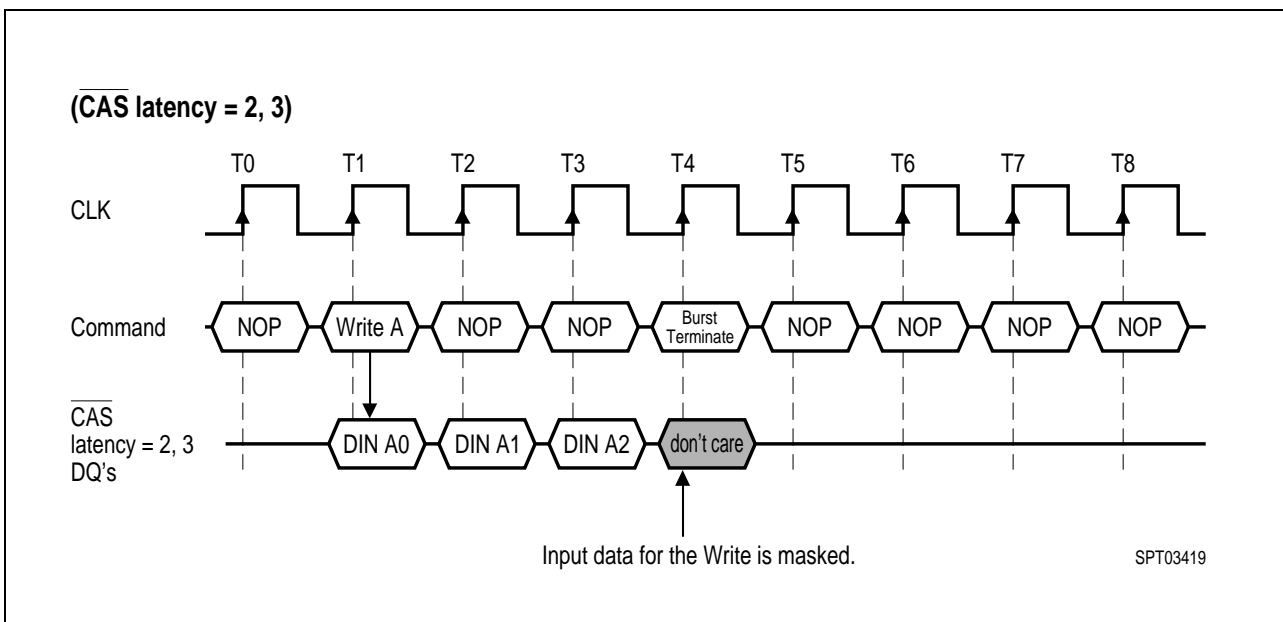 (CAS latency = 2, 3)
T0 T1 T2 T3 T4 T5 T6 T7 T8
CLK
Command NOP Write A NOP NOP Burst Terminate NOP NOP NOP NOP
CAS
latency = 2, 3
DQ's
DIN A0 DIN A1 DIN A2 don't care
Input data for the Write is masked.
SPT03419